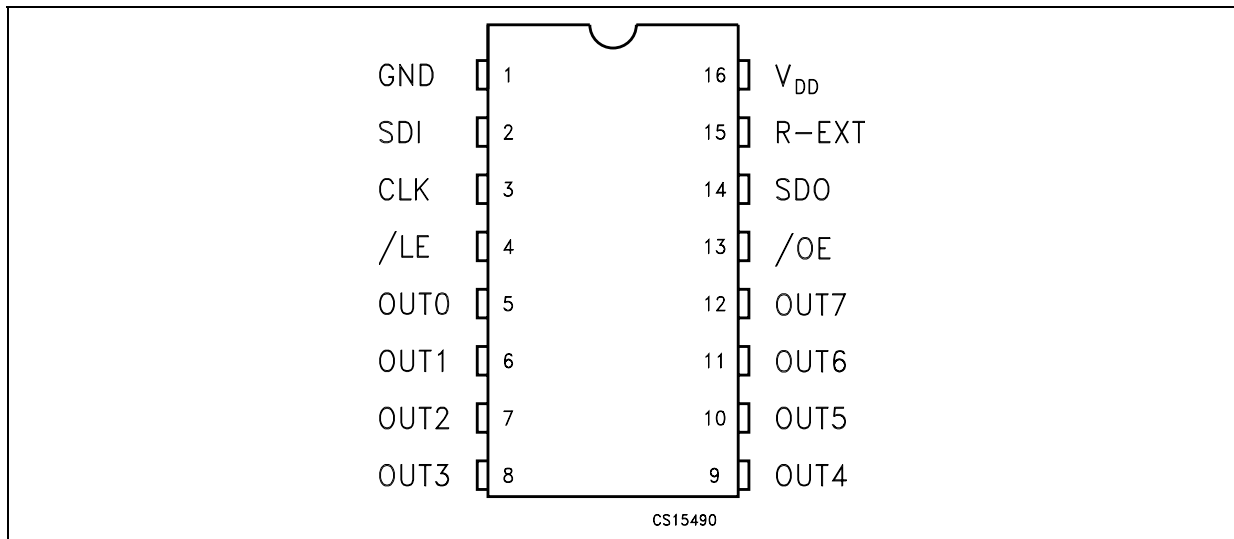 GND 1 16 V_DD
SDI 2 15 R-EXT
CLK 3 14 SDO
/LE 4 13 /OE
OUT0 5 12 OUT7
OUT1 6 11 OUT6
OUT2 7 10 OUT5
OUT3 8 9 OUT4
CS15490